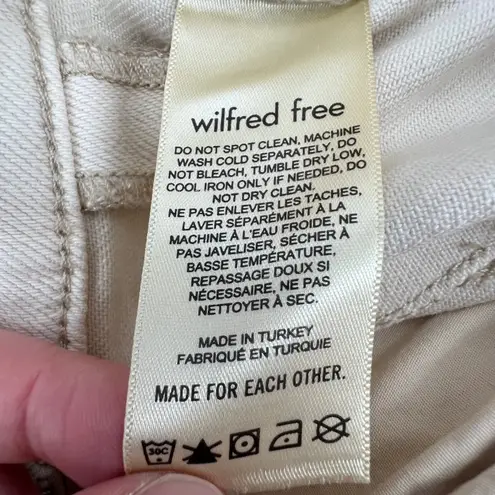 wilfred free
DO NOT SPOT CLEAN, MACHINE
WASH COLD SEPARATELY, DO
NOT BLEACH, TUMBLE DRY LOW,
COOL IRON ONLY IF NEEDED, DO
NOT DRY CLEAN.
NE PAS ENLEVER LES TACHES,
LAVER SÉPARÉMENT À LA
MACHINE À L'EAU FROIDE, NE
PAS JAVELISER, SÉCHER À
BASSE TEMPÉRATURE,
REPASSAGE DOUX SI
NÉCESSAIRE, NE PAS
NETTOYER À SEC.
MADE IN TURKEY
FABRIQUÉ EN TURQUIE
MADE FOR EACH OTHER.
30C